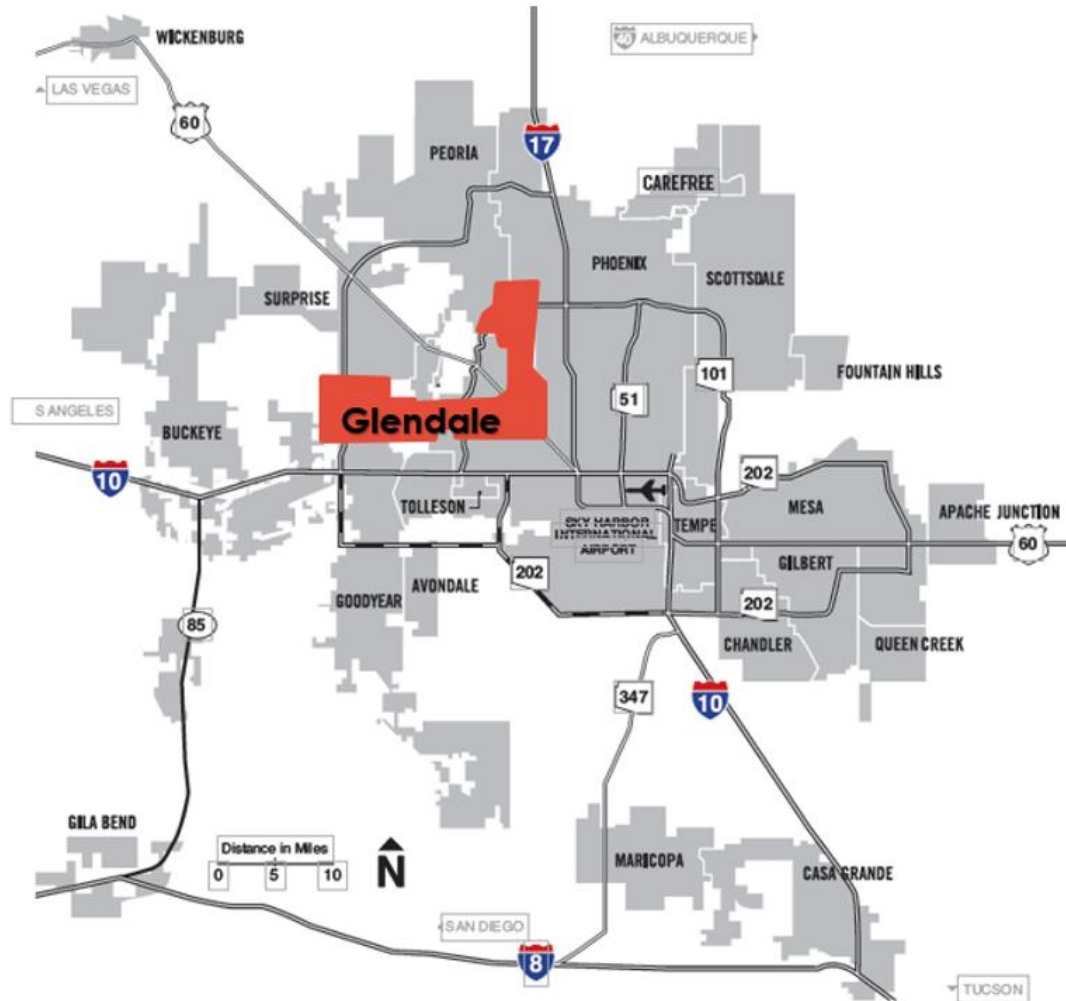 WICKENBURG
40 ALBUQUERQUE
LAS VEGAS
60
17
PEORIA
CAREFREE
PHOENIX
SCOTTSDALE
SURPRISE
FOUNTAIN HILLS
101
51
S ANGELES
Glendale
BUCKEYE
10
202
TOLLESON
MESA
APACHE JUNCTION
SKY HARBOR
INTERNATIONAL
AIRPORT
TEMPE
60
GILBERT
202
AVONDALE
GOODYEAR
202
85
CHANDLER
QUEEN CREEK
347
10
GILA BEND
Distance in Miles
0 5 10
N
MARICOPA
CASA GRANDE
SAN DIEGO
8
TUCSON